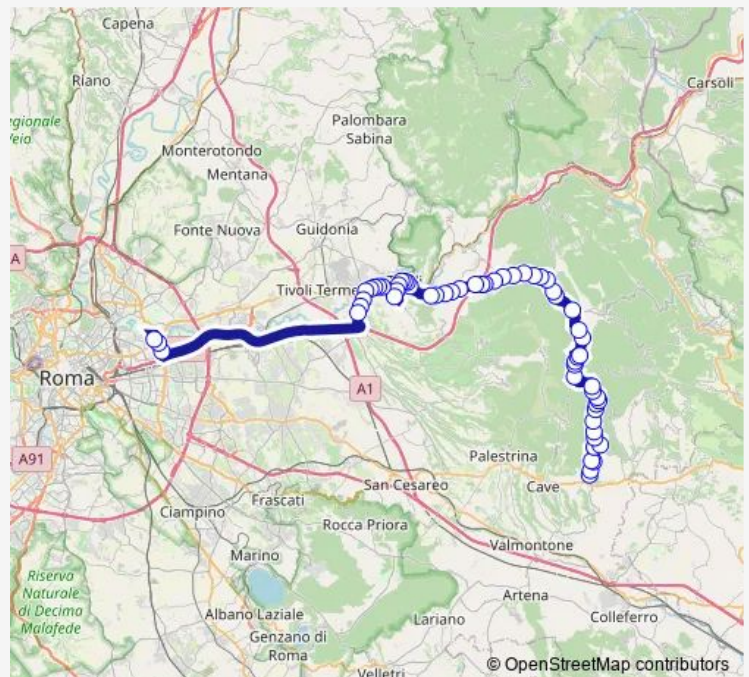 Capena
Riano
Carsoli
egionale
Veio
Palombara
Sabina
Monterotondo
Mentana
Fonte Nuova
Guidonia
A
Tivoli Terme
Roma
A1
A91
Palestrina
San Cesareo
Cave
Ciampino
Frascati
Rocca Priora
Valmontone
Marino
Riserva
Naturale
di Decima
Malafede
Artena
Albano Laziale
Lariano
Colleferro
Genzano di
Roma
Velletri
© OpenStreetMap contributors